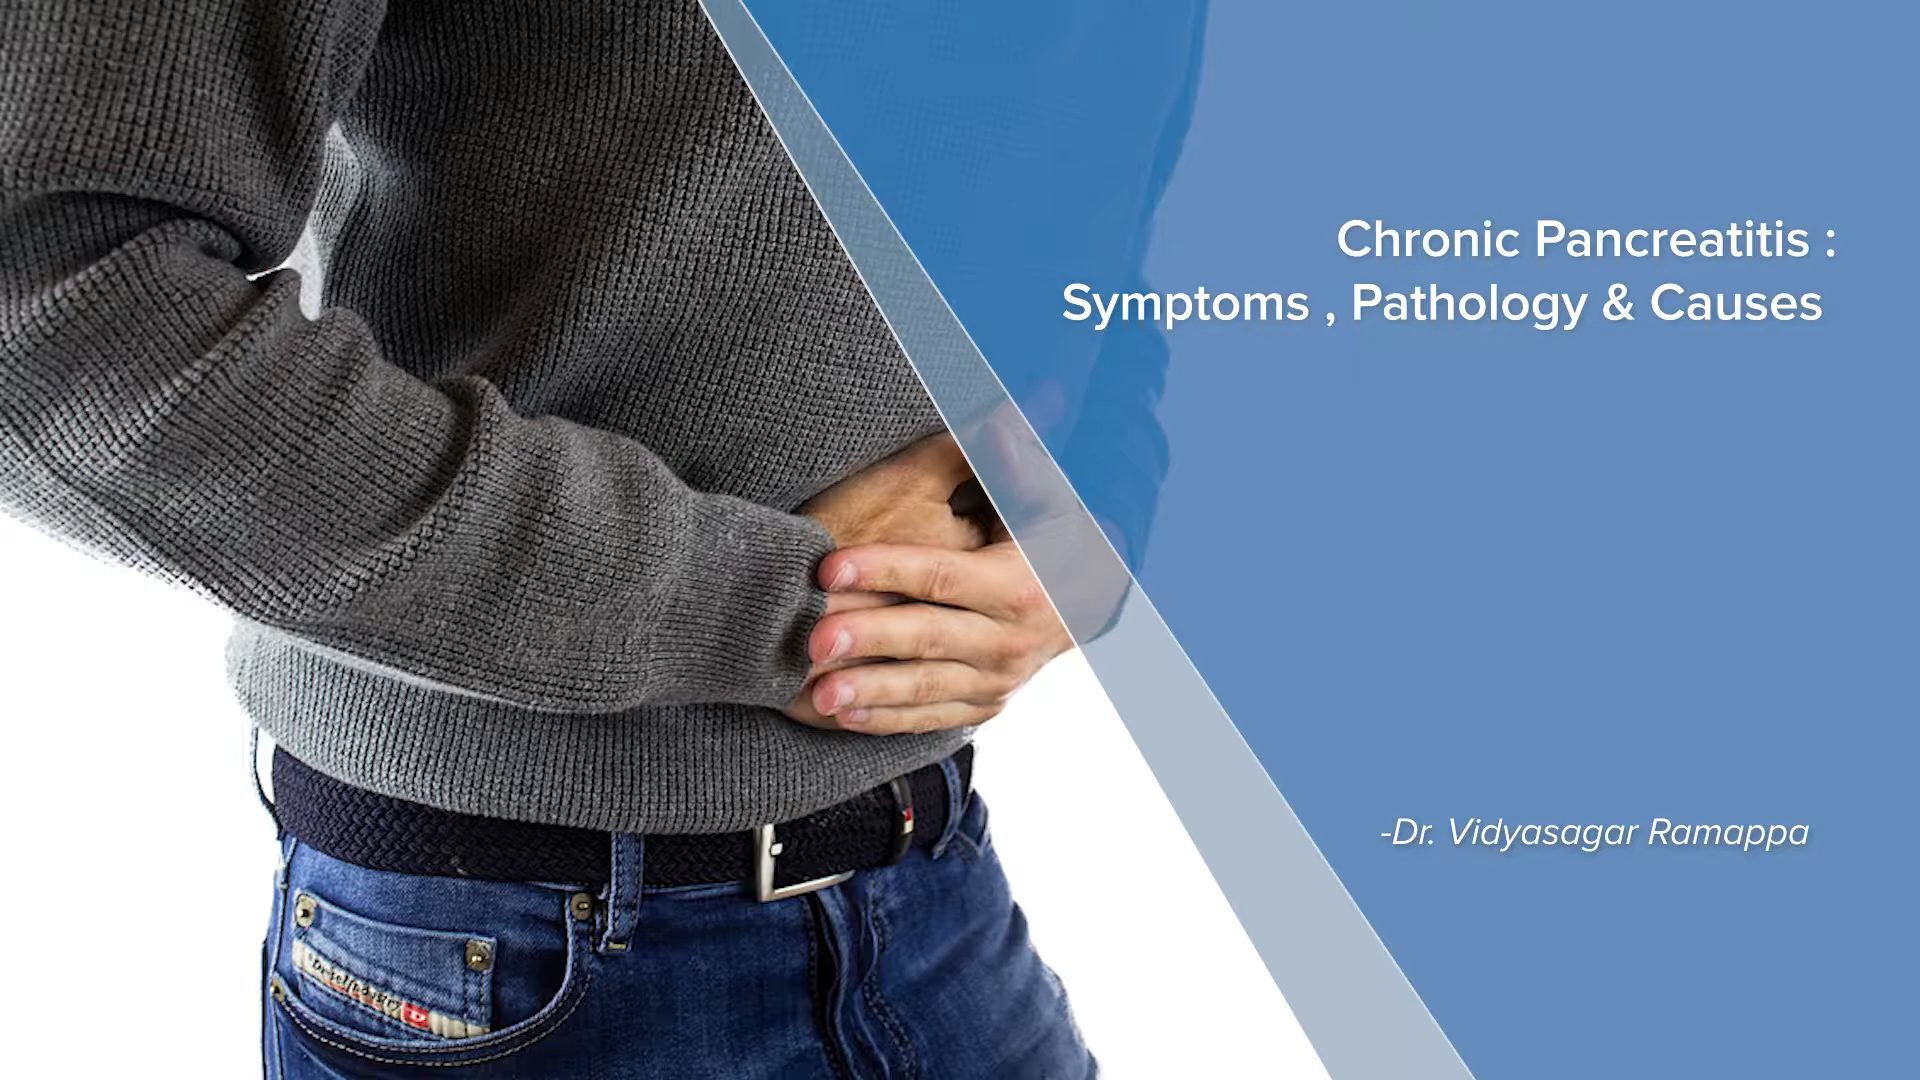 Chronic Pancreatitis :
Symptoms , Pathology & Causes
-Dr. Vidyasagar Ramappa